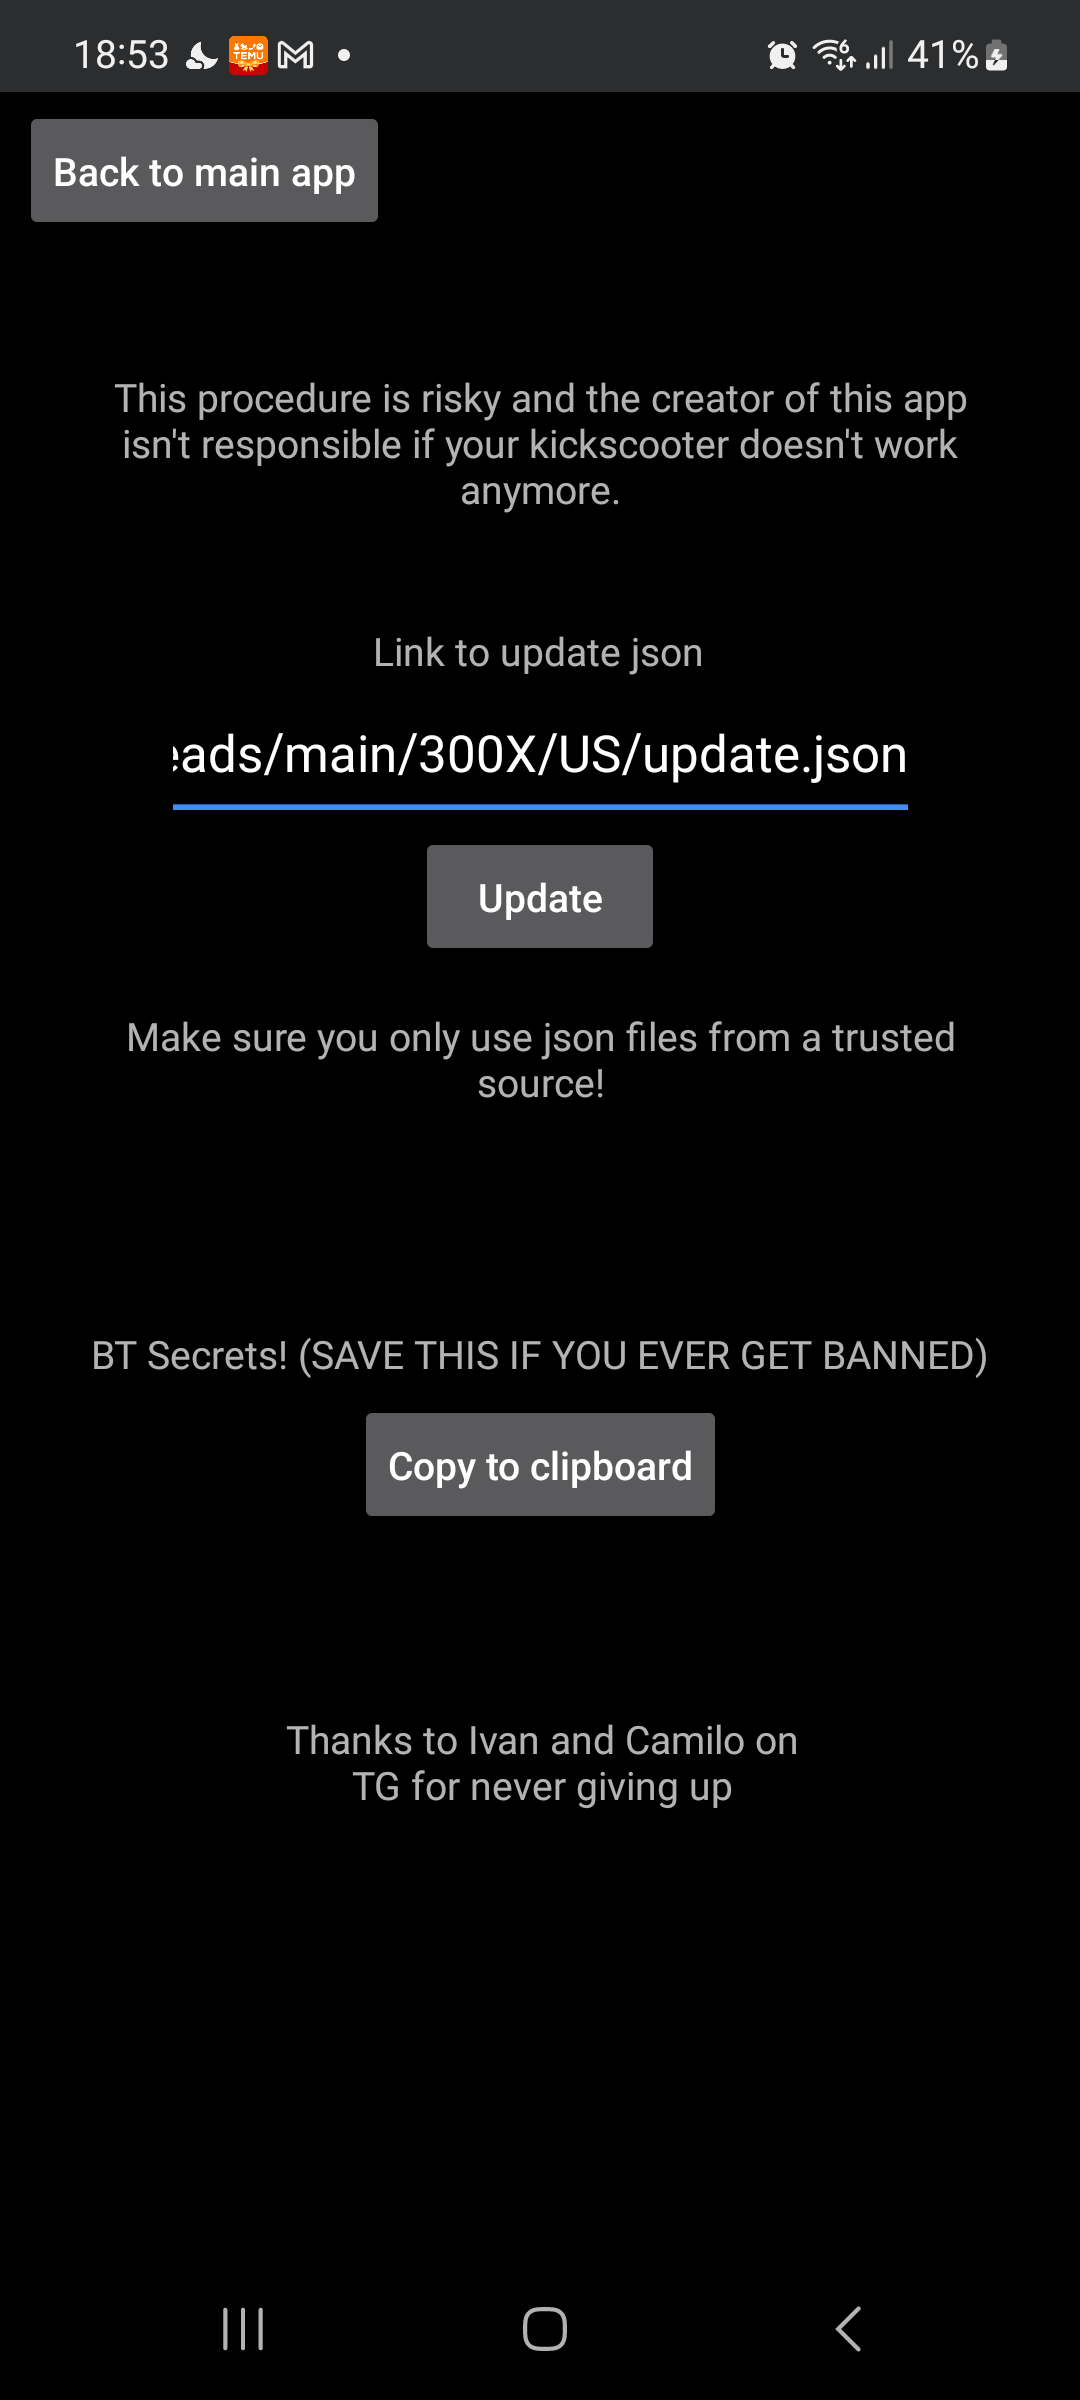 18:53
TEMU
6
41%
Back to main app
This procedure is risky and the creator of this app
isn't responsible if your kickscooter doesn't work
anymore.
Link to update json
eads/main/300X/US/update.json
Update
Make sure you only use json files from a trusted
source!
BT Secrets! (SAVE THIS IF YOU EVER GET BANNED)
Copy to clipboard
Thanks to Ivan and Camilo on
TG for never giving up